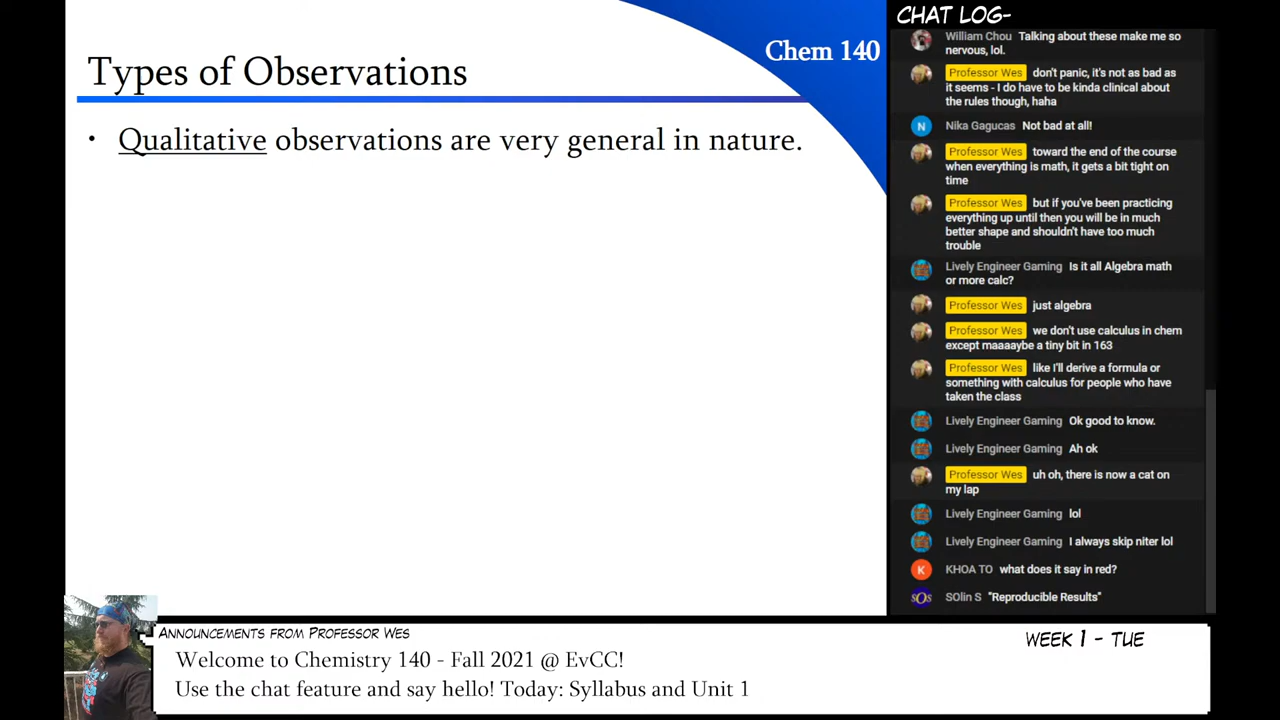 Types of Observations
Chem 140
• Qualitative observations are very general in nature.
CHAT LOG-
William Chou Talking about these make me so
nervous, lol.
Professor Wes don't panic, it's not as bad as
it seems - I do have to be kinda clinical about
the rules though, haha
N Nika Gagucas Not bad at all!
Professor Wes toward the end of the course
when everything is math, it gets a bit tight on
time
Professor Wes but if you've been practicing
everything up until then you will be in much
better shape and shouldn't have too much
trouble
Lively Engineer Gaming Is it all Algebra math
or more calc?
Professor Wes just algebra
Professor Wes we don't use calculus in chem
except maaaaybe a tiny bit in 163
Professor Wes like I'll derive a formula or
something with calculus for people who have
taken the class
Lively Engineer Gaming Ok good to know.
Lively Engineer Gaming Ah ok
Professor Wes uh oh, there is now a cat on
my lap
Lively Engineer Gaming lol
Lively Engineer Gaming I always skip niter lol
K KHOA TO what does it say in red?
SOS SOlin S "Reproducible Results"
Announcements from Professor Wes
Week 1 - Tue
Welcome to Chemistry 140 - Fall 2021 @ EvCC!
Use the chat feature and say hello! Today: Syllabus and Unit 1